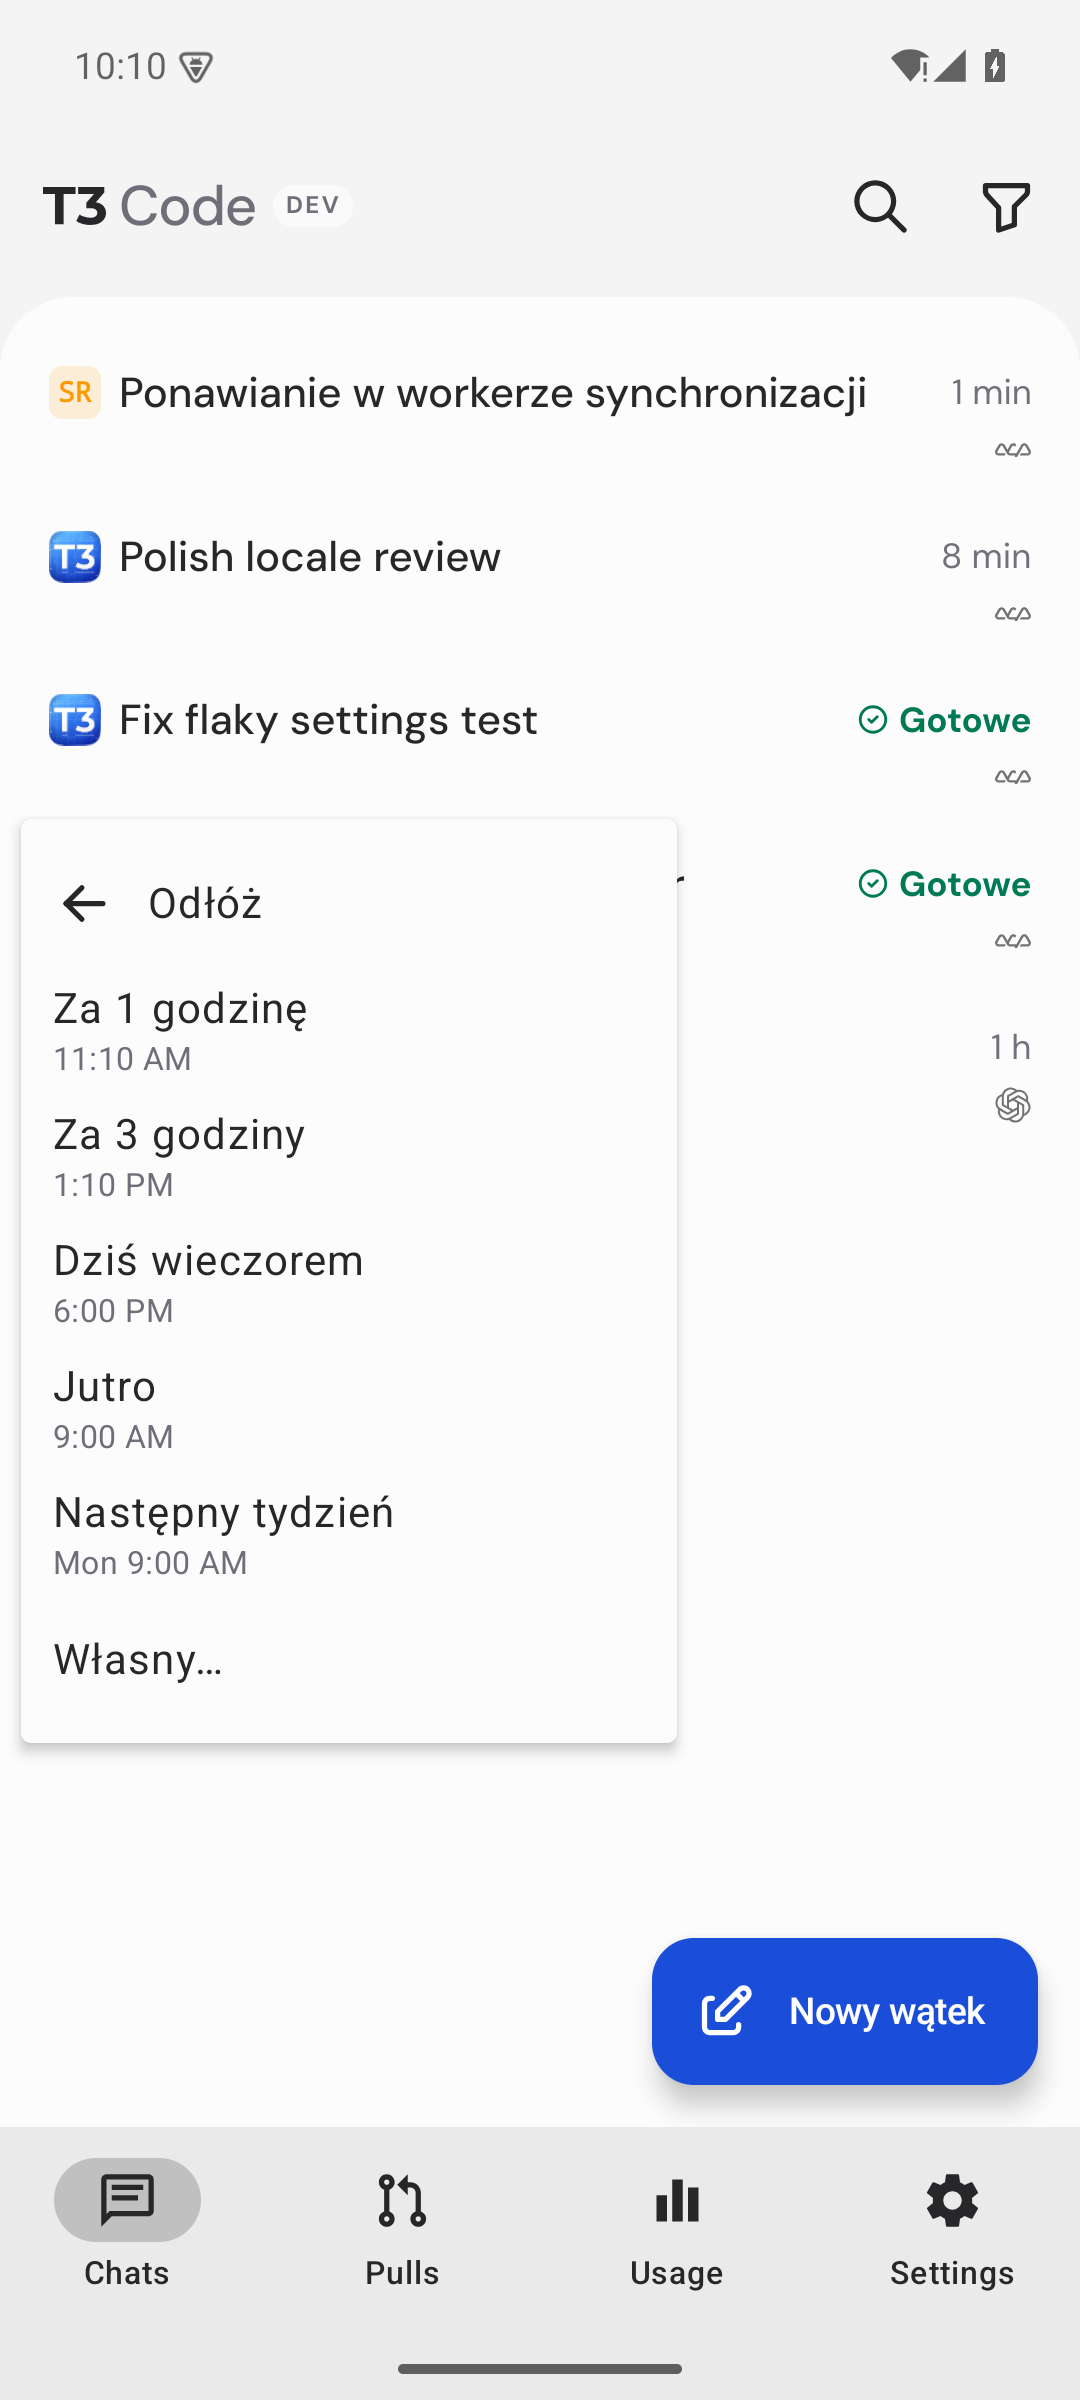 10:10
T3 Code DEV
SR Ponawianie w workerze synchronizacji 1 min
T3 Polish locale review 8 min
T3 Fix flaky settings test Gotowe
Gotowe
Odłóż
Za 1 godzinę
11:10 AM
1 h
Za 3 godziny
1:10 PM
Dziś wieczorem
6:00 PM
Jutro
9:00 AM
Następny tydzień
Mon 9:00 AM
Własny…
Nowy wątek
Chats Pulls Usage Settings